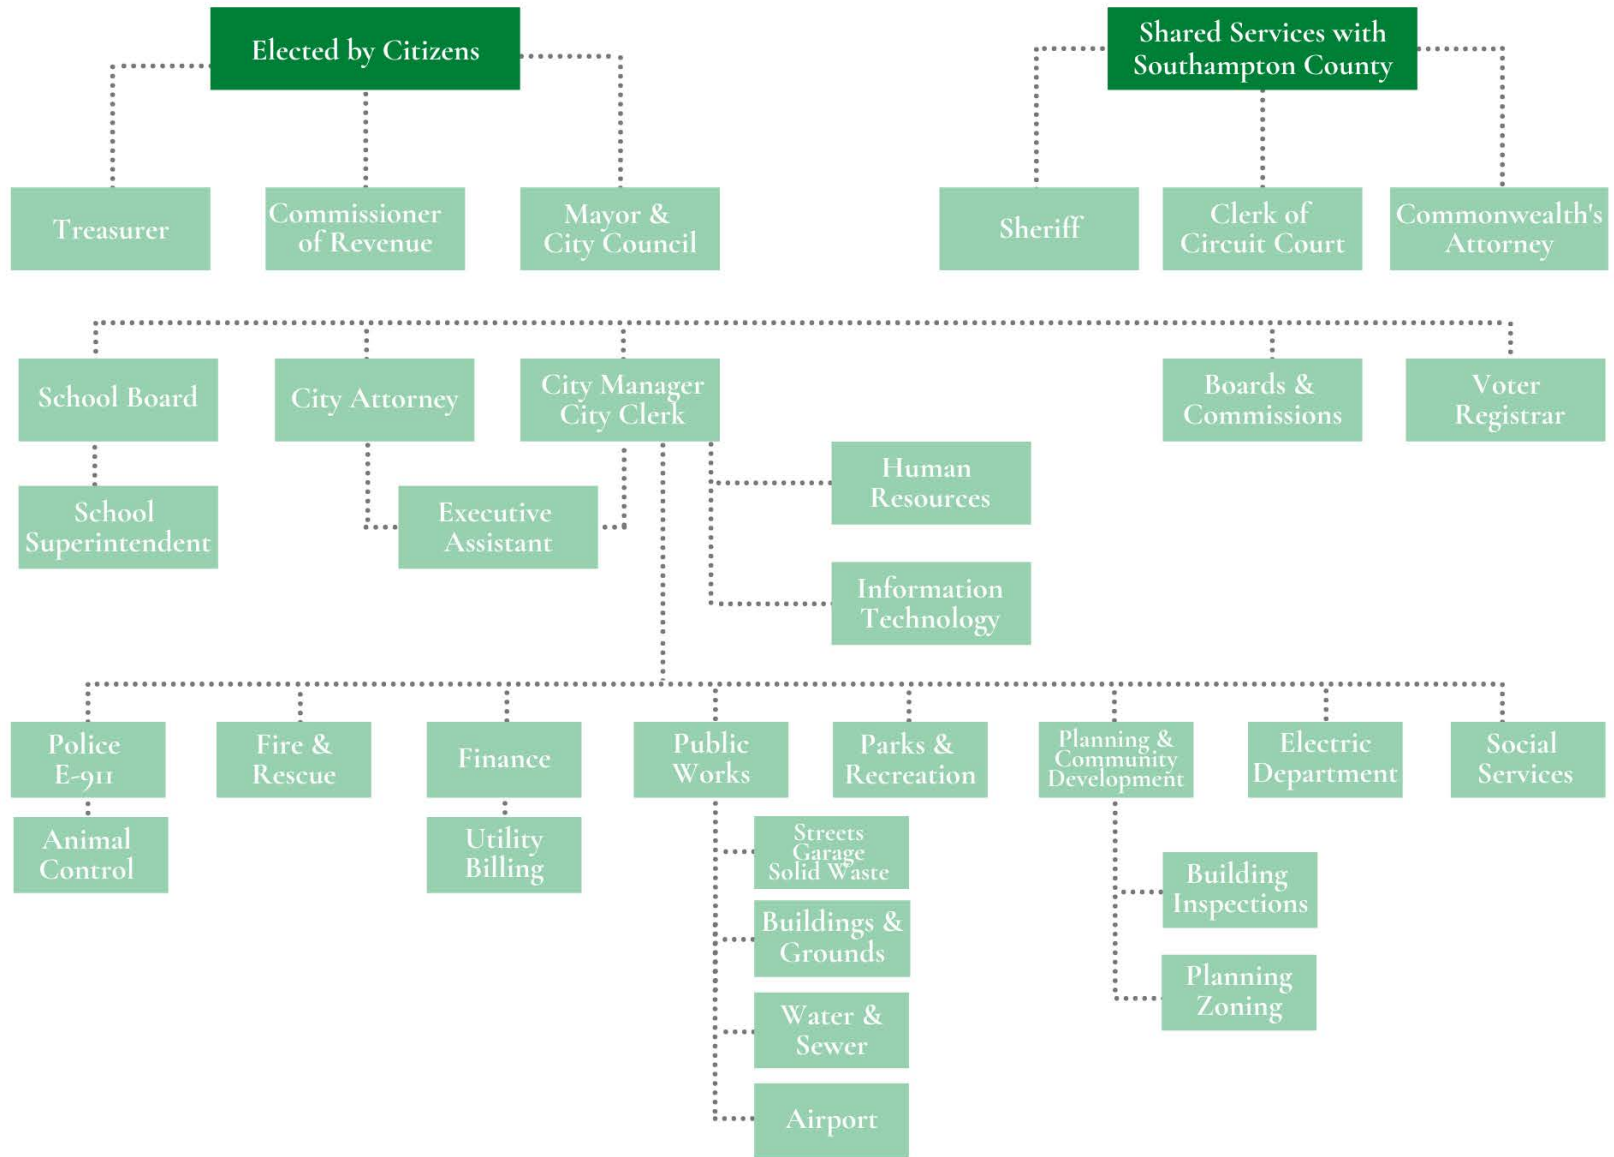 Elected by Citizens
Shared Services with
Southampton County
Treasurer
Commissioner
of Revenue
Mayor &
City Council
Sheriff
Clerk of
Circuit Court
Commonwealth's
Attorney
School Board
City Attorney
City Manager
City Clerk
Boards &
Commissions
Voter
Registrar
School
Superintendent
Executive
Assistant
Human
Resources
Information
Technology
Police
E-911
Fire &
Rescue
Finance
Public
Works
Parks &
Recreation
Planning &
Community
Development
Electric
Department
Social
Services
Animal
Control
Utility
Billing
Streets
Garage
Solid Waste
Buildings &
Grounds
Water &
Sewer
Airport
Building
Inspections
Planning
Zoning